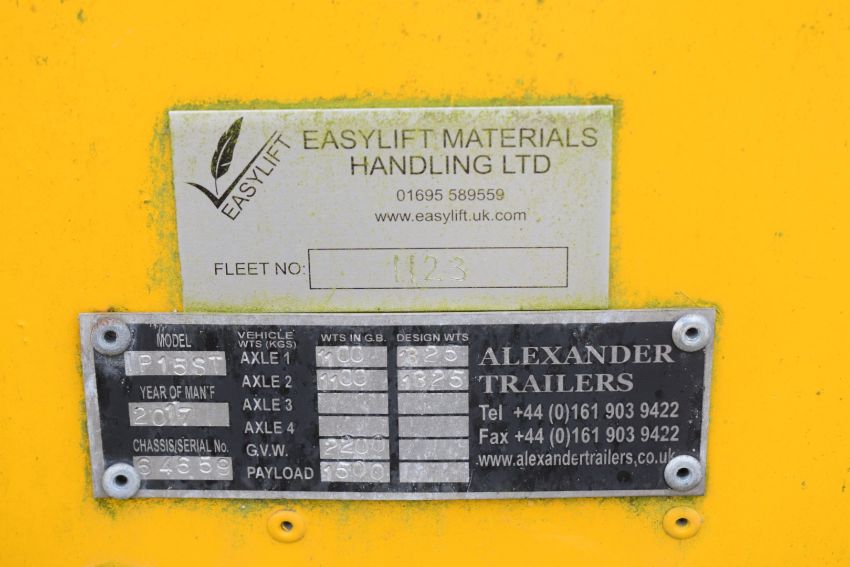 EASYLIFT
EASYLIFT MATERIALS
HANDLING LTD
01695 589559
www.easylift.uk.com
FLEET NO: 1123
MODEL
P15ST
YEAR OF MAN'F
2017
CHASSIS/SERIAL No.
64659
VEHICLE WTS (KGS) WTS IN G.B. DESIGN WTS
AXLE 1 1100 1325
AXLE 2 1100 1325
AXLE 3
AXLE 4
G.V.W. 2200
PAYLOAD 1500
ALEXANDER
TRAILERS
Tel +44 (0)161 903 9422
Fax +44 (0)161 903 9422
www.alexandertrailers.co.uk